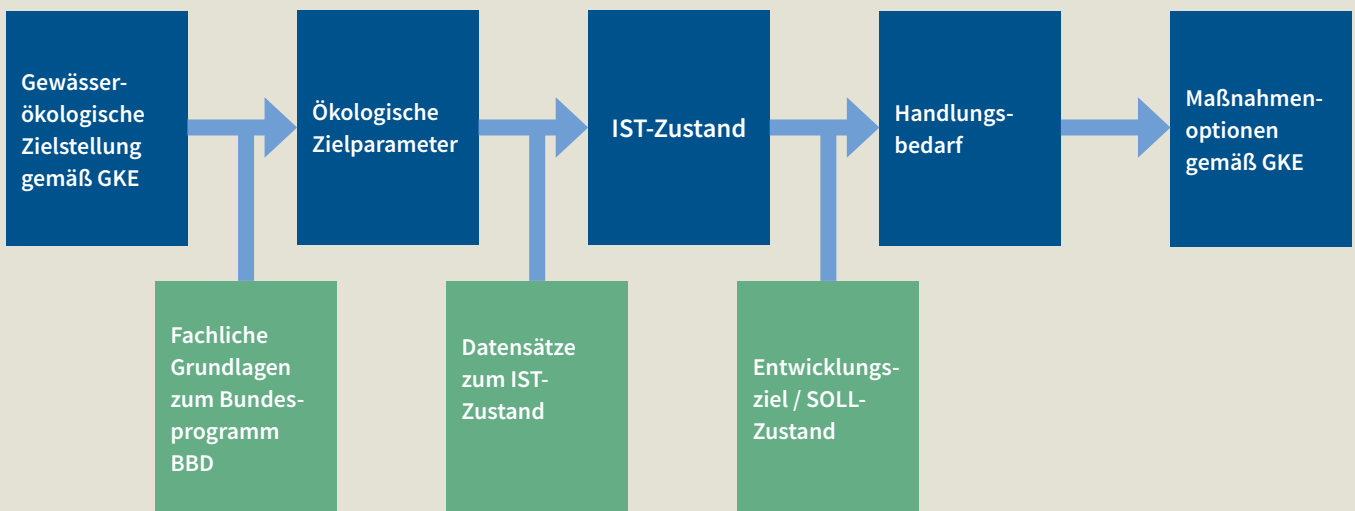 Gewässer-
ökologische
Zielstellung
gemäß GKE
Ökologische
Zielparameter
IST-Zustand
Handlungs-
bedarf
Maßnahmen-
optionen
gemäß GKE
Fachliche
Grundlagen
zum Bundes-
programm
BBD
Datensätze
zum IST-
Zustand
Entwicklungs-
ziel / SOLL-
Zustand